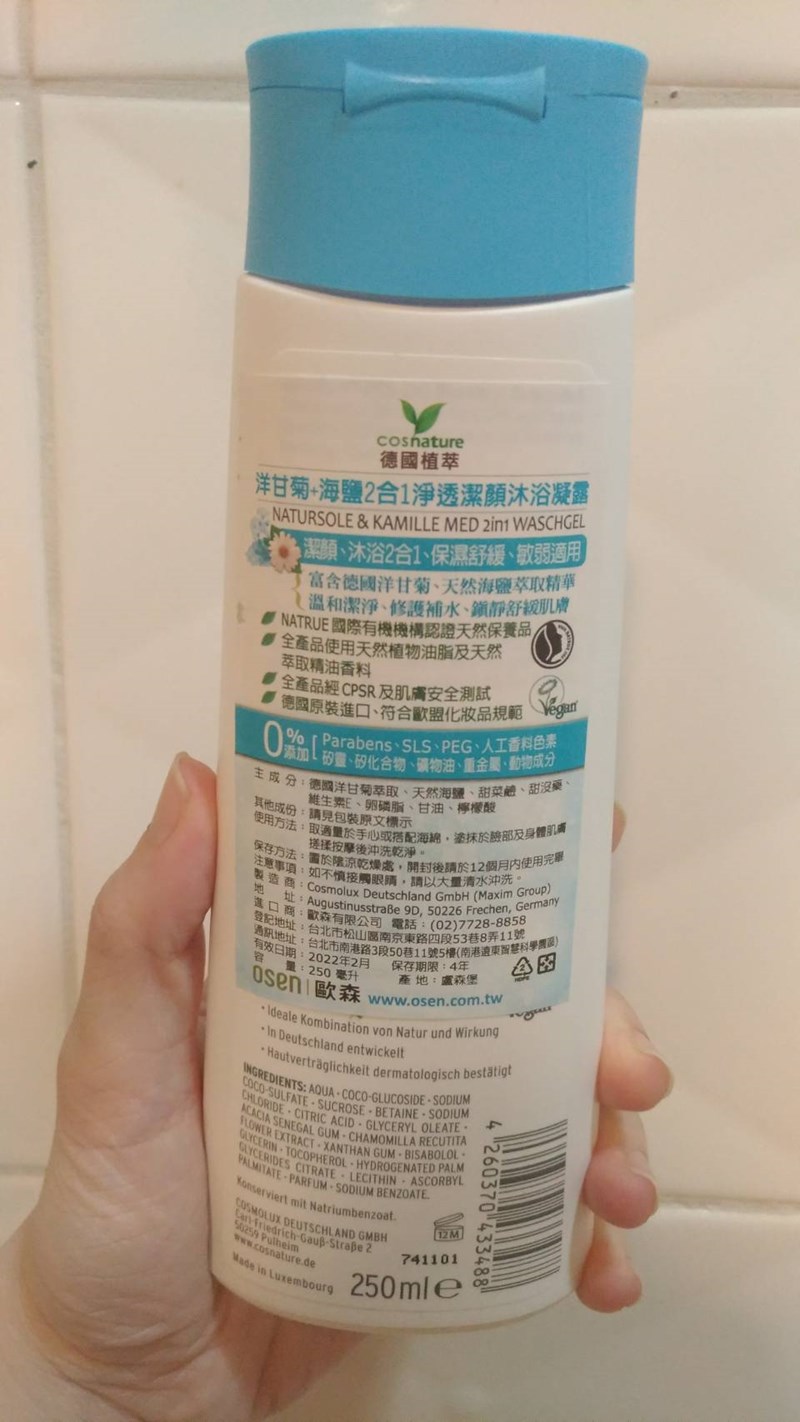 cosnature
德國植萃
洋甘菊+海鹽2合1淨透潔顏沐浴凝露
NATURSOLE & KAMILLE MED 2in1 WASCHGEL
潔顏、沐浴2合1、保濕舒緩、敏弱適用
富含德國洋甘菊、天然海鹽萃取精華
溫和潔淨、修護補水、鎮靜舒緩肌膚
NATRUE 國際有機機構認證天然保養品
全產品使用天然植物油脂及天然
萃取精油香料
全產品經 CPSR 及肌膚安全測試
德國原裝進口、符合歐盟化妝品規範
Vegan
0%添加 [ Parabens、SLS、PEG、人工香料色素
矽靈、矽化合物、礦物油、重金屬、動物成分
主成分：德國洋甘菊萃取、天然海鹽、甜菜鹼、甜沒藥、
維生素E、卵磷脂、甘油、檸檬酸
其他成份：請見包裝原文標示
使用方法：取適量於手心或搭配海綿，塗抹於臉部及身體肌膚
搓揉按摩後沖洗乾淨。
保存方法：置於陰涼乾燥處，開封後請於12個月內使用完畢
注意事項：如不慎接觸眼睛，請以大量清水沖洗。
製造商：Cosmolux Deutschland GmbH (Maxim Group)
地址：Augustinusstraße 9D, 50226 Frechen, Germany
進口商：歐森有限公司 電話：(02)7728-8858
登記地址：台北市松山區南京東路四段53巷8弄11號
通訊地址：台北市南港路3段50巷11號5樓(南港遠東智慧科學園區)
有效日期：2022年2月 保存期限：4年
容量：250 毫升 產地：盧森堡
HDPE
osen | 歐森 www.osen.com.tw
• Ideale Kombination von Natur und Wirkung
• In Deutschland entwickelt
• Hautverträglichkeit dermatologisch bestätigt
INGREDIENTS: AQUA • COCO-GLUCOSIDE • SODIUM
COCO-SULFATE • SUCROSE • BETAINE • SODIUM
CHLORIDE • CITRIC ACID • GLYCERYL OLEATE •
ACACIA SENEGAL GUM • CHAMOMILLA RECUTITA
FLOWER EXTRACT • XANTHAN GUM • BISABOLOL •
GLYCERIN • TOCOPHEROL • HYDROGENATED PALM
GLYCERIDES CITRATE • LECITHIN • ASCORBYL
PALMITATE • PARFUM • SODIUM BENZOATE.
Konserviert mit Natriumbenzoat.
COSMOLUX DEUTSCHLAND GMBH
Carl-Friedrich-Gauß-Straße 2
50259 Pulheim
www.cosnature.de
Made in Luxembourg
12 M
741101
250 ml e
4 260370 433488